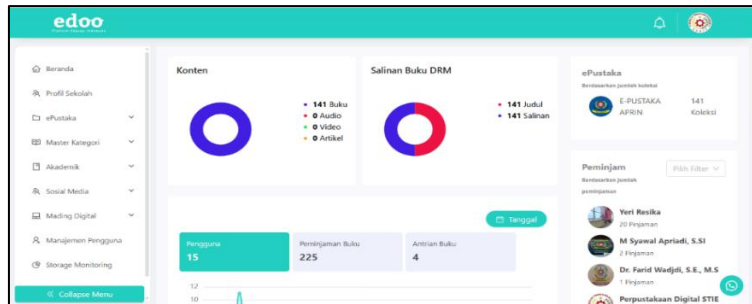 edoo
Beranda
Profil Sekolah
ePustaka
Master Kategori
Akademik
Sosial Media
Mading Digital
Manajemen Pengguna
Storage Monitoring
Collapse Menu
Konten
141 Buku
0 Audio
0 Video
0 Artikel
Salinan Buku DRM
141 Judul
141 Salinan
Tanggal
Pengguna
15
Peminjaman Buku
225
Antrian Buku
4
12
10
ePustaka
Berdasarkan jumlah koleksi
E-PUSTAKA
APRIN
141
Koleksi
Peminjam
Berdasarkan jumlah
peminjaman
Pilih Filter
Yeri Resika
20 Pinjaman
M Syawal Apriadi, S.SI
2 Pinjaman
Dr. Farid Wadjdi, S.E., M.S
1 Pinjaman
Perpustakaan Digital STIE